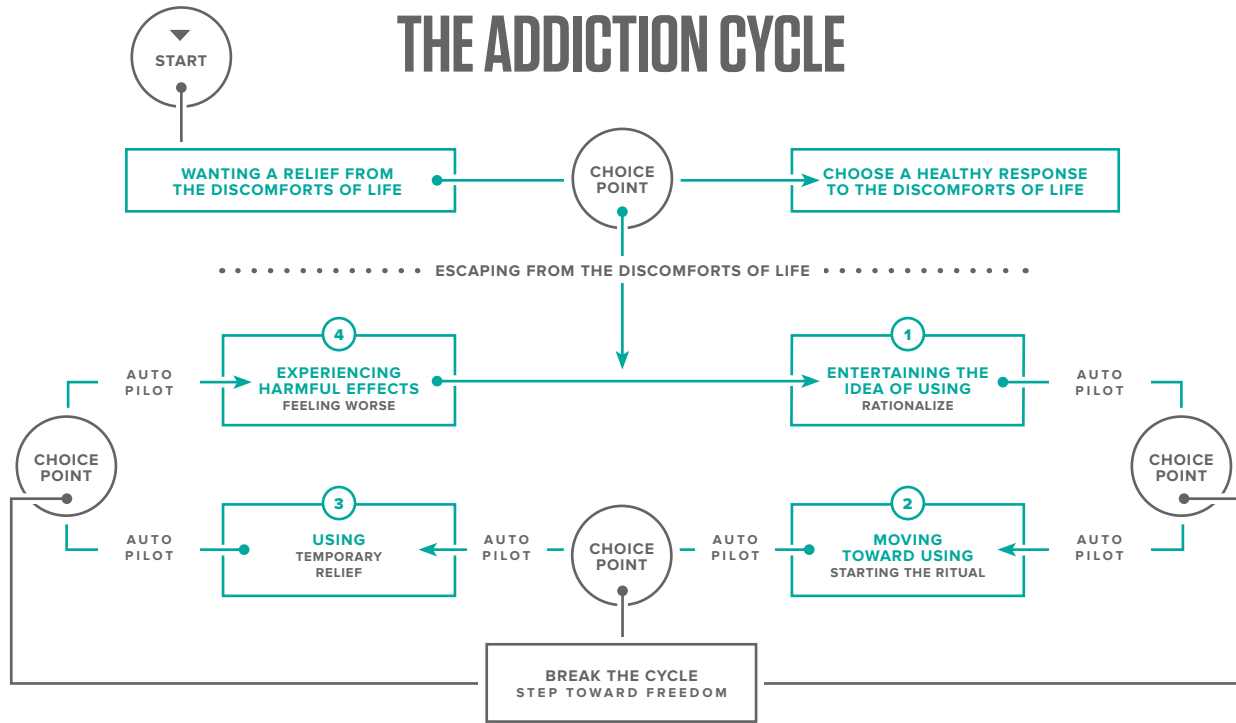 THE ADDICTION CYCLE
START
WANTING A RELIEF FROM
THE DISCOMFORTS OF LIFE
CHOICE
POINT
CHOOSE A HEALTHY RESPONSE
TO THE DISCOMFORTS OF LIFE
ESCAPING FROM THE DISCOMFORTS OF LIFE
4
EXPERIENCING
HARMFUL EFFECTS
FEELING WORSE
1
ENTERTAINING THE
IDEA OF USING
RATIONALIZE
AUTO
PILOT
AUTO
PILOT
CHOICE
POINT
CHOICE
POINT
AUTO
PILOT
3
USING
TEMPORARY
RELIEF
AUTO
PILOT
CHOICE
POINT
AUTO
PILOT
2
MOVING
TOWARD USING
STARTING THE RITUAL
AUTO
PILOT
BREAK THE CYCLE
STEP TOWARD FREEDOM